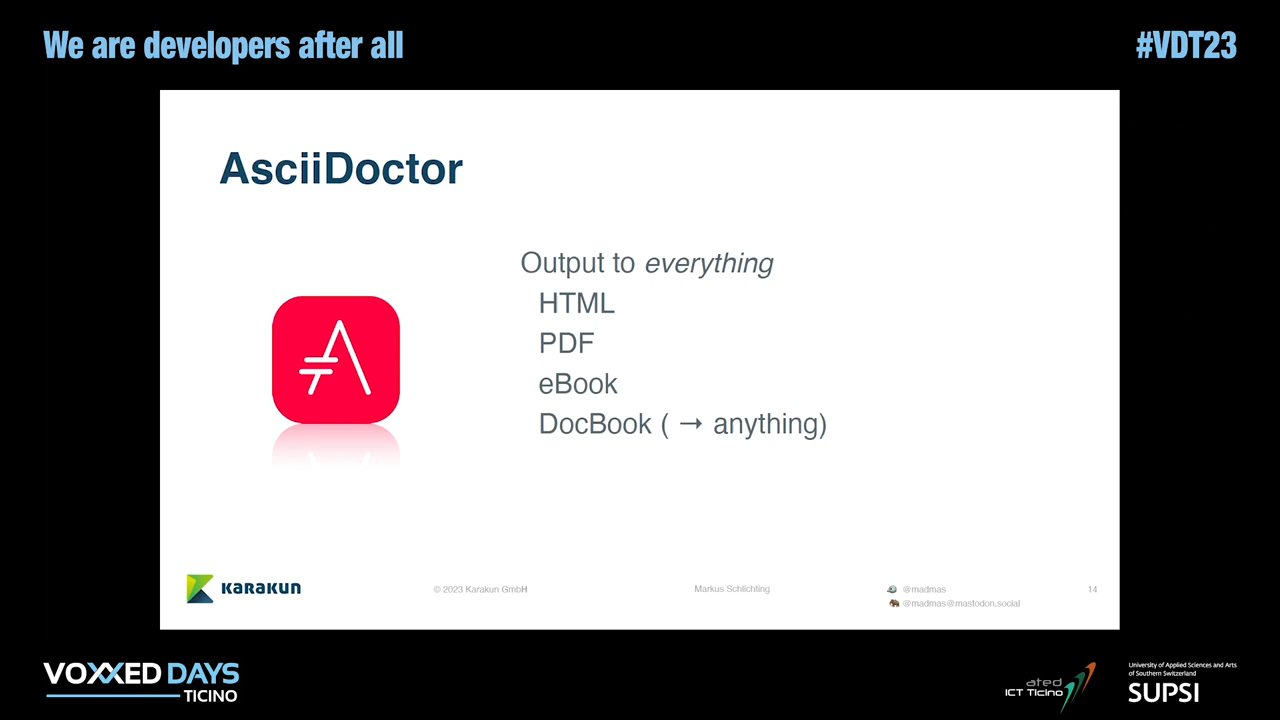 We are developers after all
#VDT23
AsciiDoctor
Output to everything
HTML
PDF
eBook
DocBook ( → anything)
KARAKUN
© 2023 Karakun GmbH
Markus Schlichting
@madmas
@madmas@mastodon.social
14
VOXXED DAYS
TICINO
ated
ICT Ticino
University of Applied Sciences and Arts
of Southern Switzerland
SUPSI